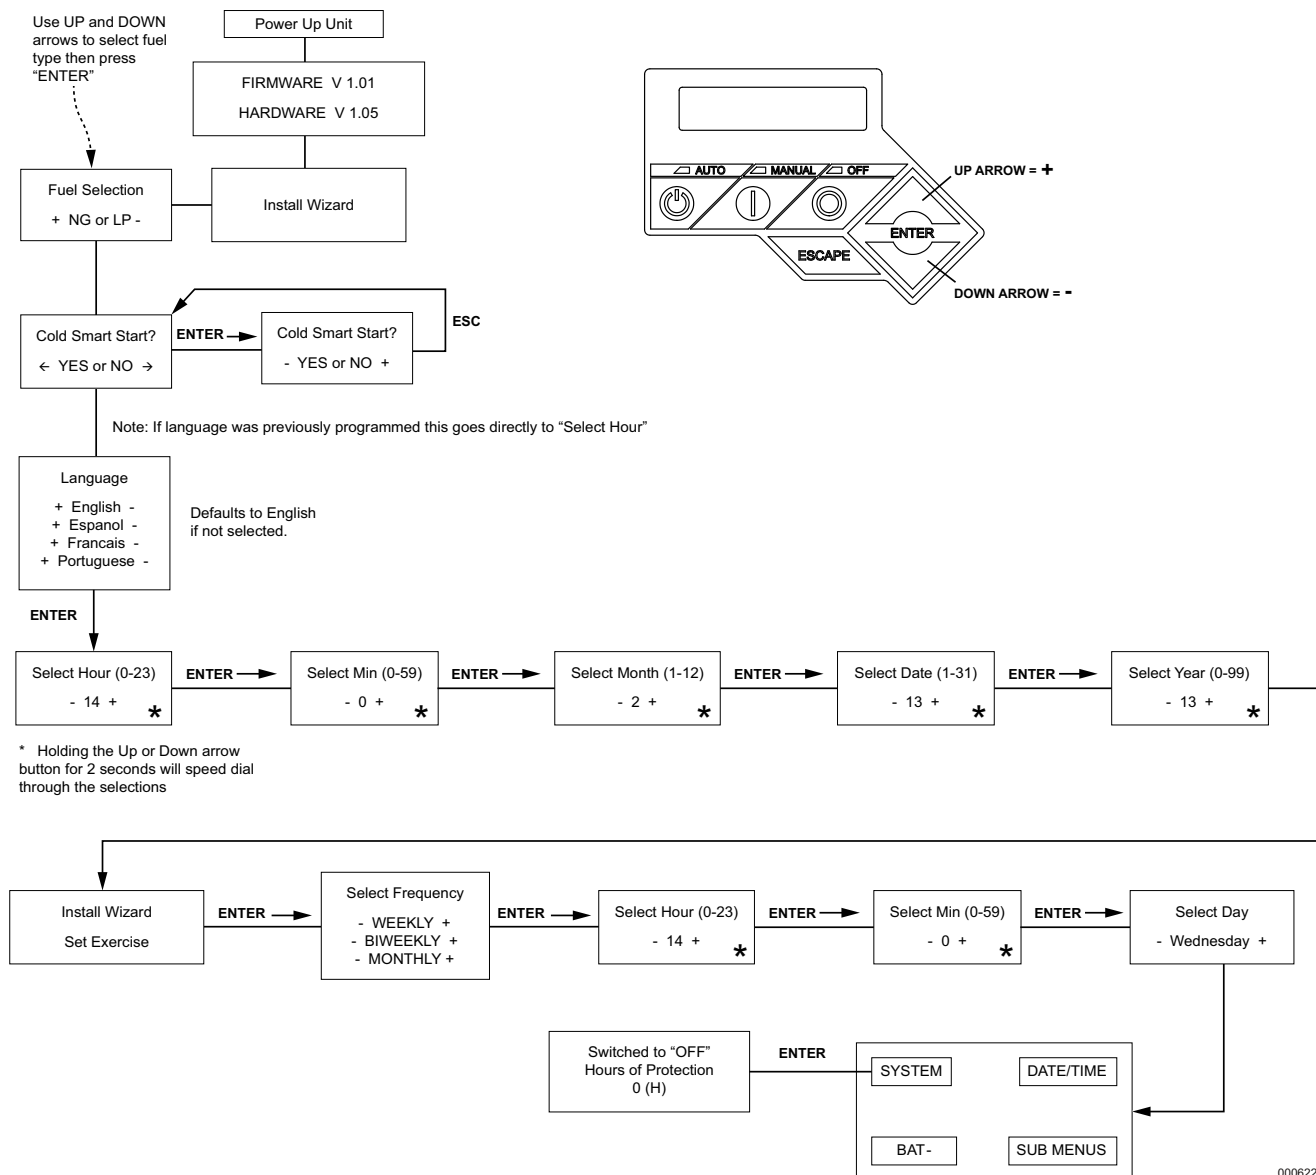 Use UP and DOWN
arrows to select fuel
type then press
“ENTER”
Power Up Unit
FIRMWARE V 1.01
HARDWARE V 1.05
Fuel Selection
+ NG or LP -
Install Wizard
AUTO
MANUAL
OFF
UP ARROW = +
ENTER
ESCAPE
DOWN ARROW = -
Cold Smart Start?
← YES or NO →
ENTER
Cold Smart Start?
- YES or NO +
ESC
Note: If language was previously programmed this goes directly to “Select Hour”
Language
+ English -
+ Espanol -
+ Francais -
+ Portuguese -
Defaults to English
if not selected.
ENTER
Select Hour (0-23)
- 14 +
*
ENTER
Select Min (0-59)
- 0 +
*
ENTER
Select Month (1-12)
- 2 +
*
ENTER
Select Date (1-31)
- 13 +
*
ENTER
Select Year (0-99)
- 13 +
*
* Holding the Up or Down arrow
button for 2 seconds will speed dial
through the selections
Install Wizard
Set Exercise
ENTER
Select Frequency
- WEEKLY +
- BIWEEKLY +
- MONTHLY +
ENTER
Select Hour (0-23)
- 14 +
*
ENTER
Select Min (0-59)
- 0 +
*
ENTER
Select Day
- Wednesday +
Switched to “OFF”
Hours of Protection
0 (H)
ENTER
SYSTEM
DATE/TIME
BAT-
SUB MENUS
000622